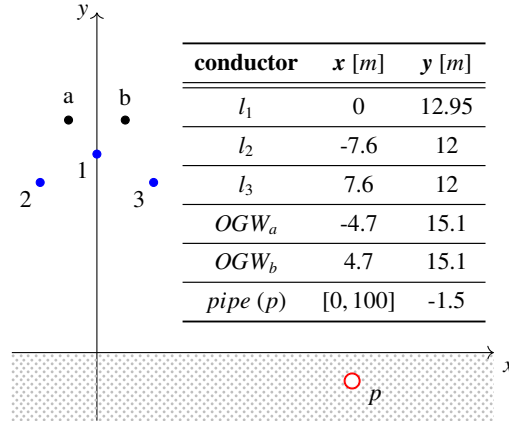 y
conductor x [m] y [m]
a b
l₁ 0 12.95
1
l₂ -7.6 12
2 3
l₃ 7.6 12
OGWₐ -4.7 15.1
OGW_b 4.7 15.1
pipe (p) [0, 100] -1.5
x
p